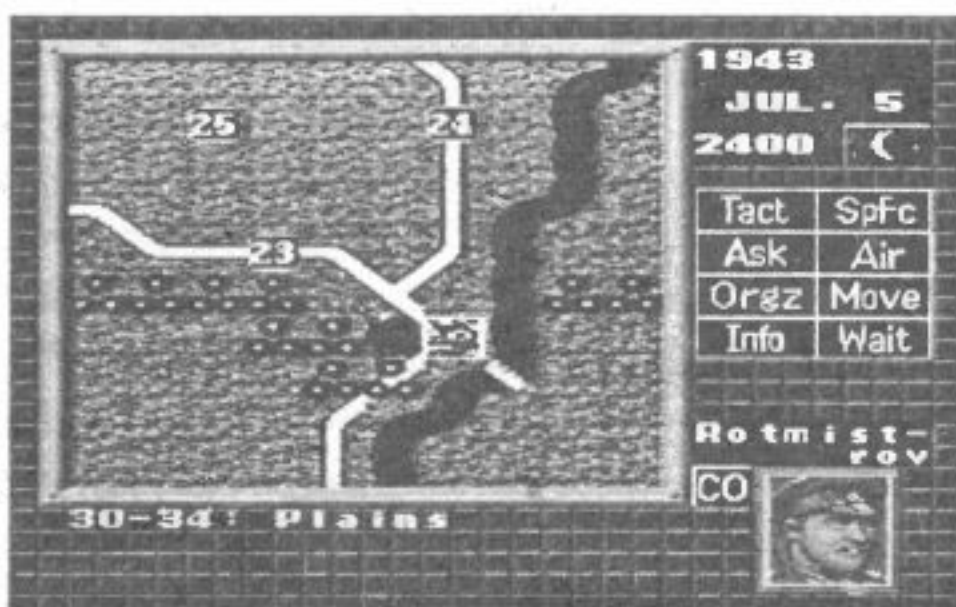 1943
JUL. 5
2400
25
24
23
Tact SpFc
Ask Air
Orgz Move
Info Wait
Rotmist-
rov
CO
30-34: Plains